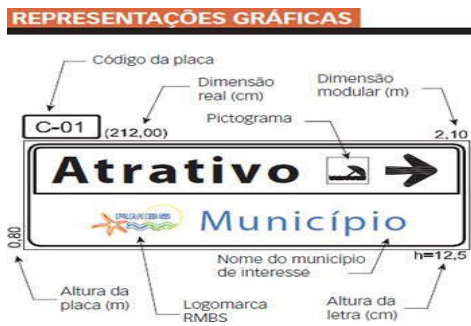 REPRESENTAÇÕES GRÁFICAS
Código da placa
Dimensão
real (cm)
Dimensão
modular (m)
Pictograma
C-01
(212,00)
2,10
Atrativo
Município
0,80
h=12,5
Nome do município
de interesse
Altura da
placa (m)
Logomarca
RMBS
Altura da
letra (cm)